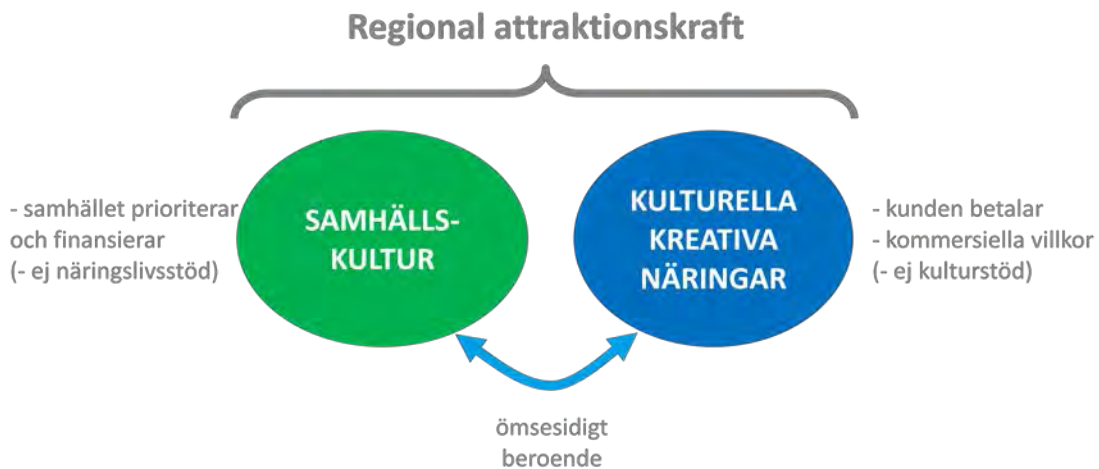 Regional attraktionskraft
- samhället prioriterar
och finansierar
(- ej näringslivsstöd)
SAMHÄLLS-
KULTUR
KULTURELLA
KREATIVA
NÄRINGAR
- kunden betalar
- kommersiella villkor
(- ej kulturstöd)
ömsesidigt
beroende